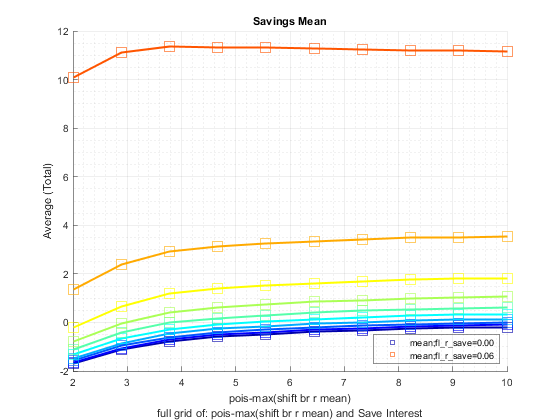 Savings Mean
12
10
8
6
4
2
0
-2
Average (Total)
2 3 4 5 6 7 8 9 10
mean;fl_r_save=0.00
mean;fl_r_save=0.06
pois-max(shift br r mean)
full grid of: pois-max(shift br r mean) and Save Interest